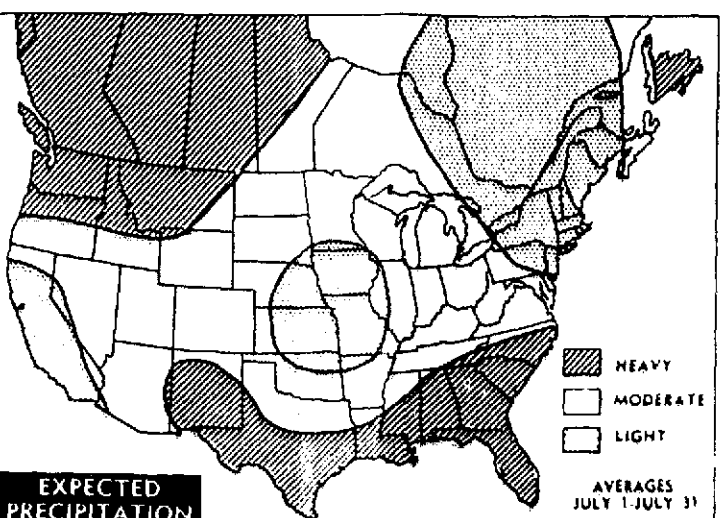 HEAVY
MODERATE
LIGHT
AVERAGES
JULY 1-JULY 31
EXPECTED
PRECIPITATION